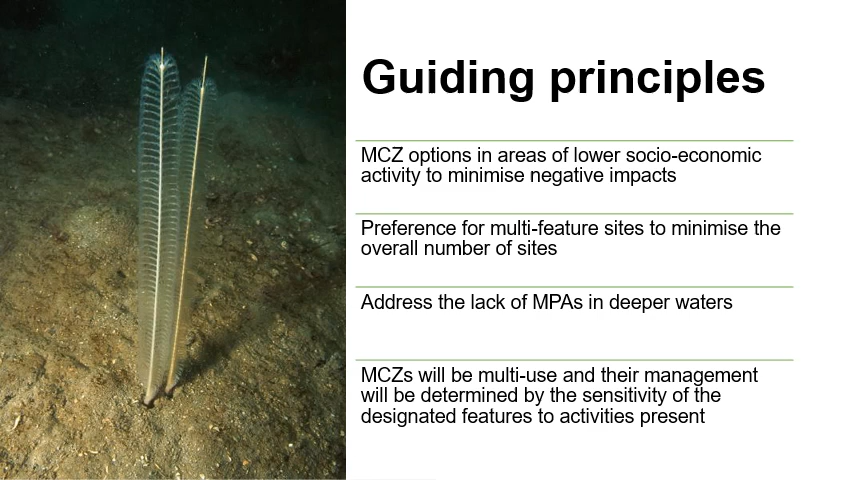 Guiding principles
MCZ options in areas of lower socio-economic
activity to minimise negative impacts
Preference for multi-feature sites to minimise the
overall number of sites
Address the lack of MPAs in deeper waters
MCZs will be multi-use and their management
will be determined by the sensitivity of the
designated features to activities present